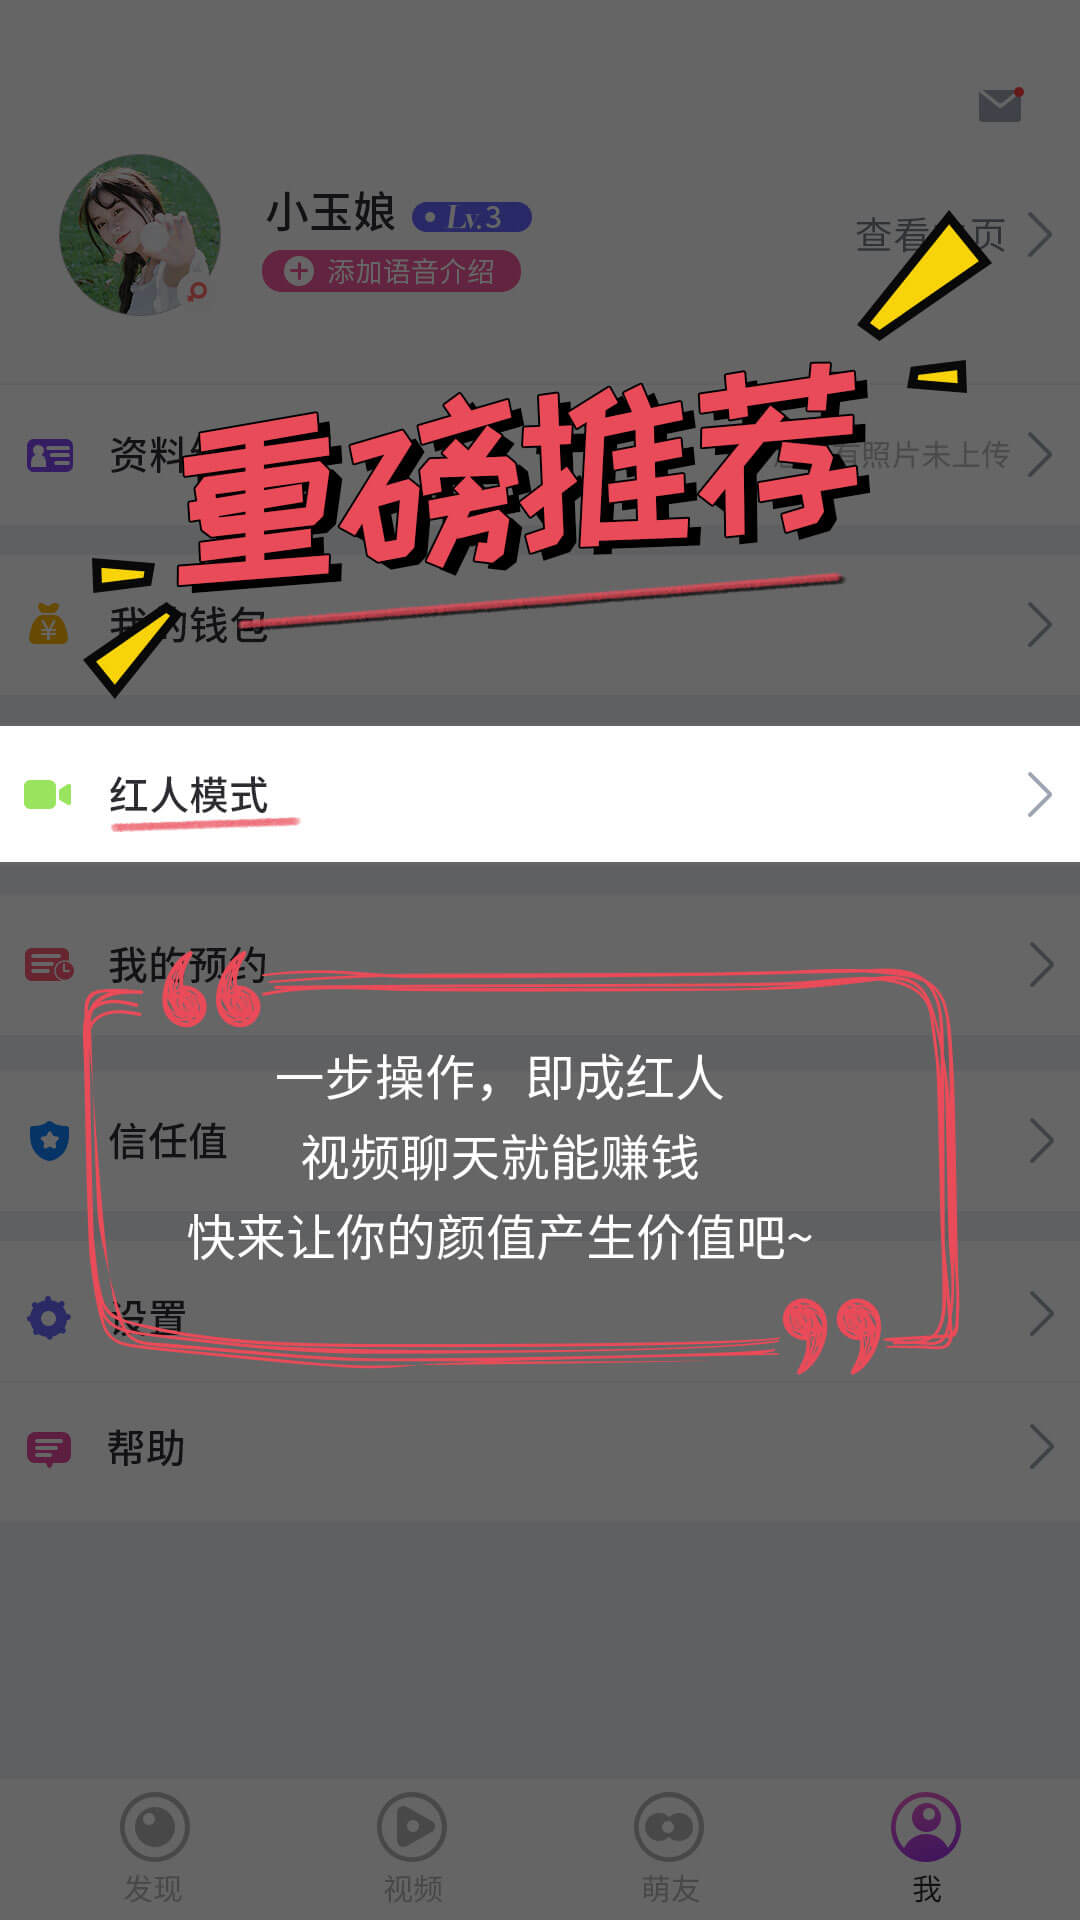 小玉娘
Lv.3
添加语音介绍
查看 页
重磅推荐
资料
有照片未上传
我的钱包
红人模式
我的预约
一步操作，即成红人
视频聊天就能赚钱
快来让你的颜值产生价值吧~
信任值
设置
帮助
发现
视频
萌友
我